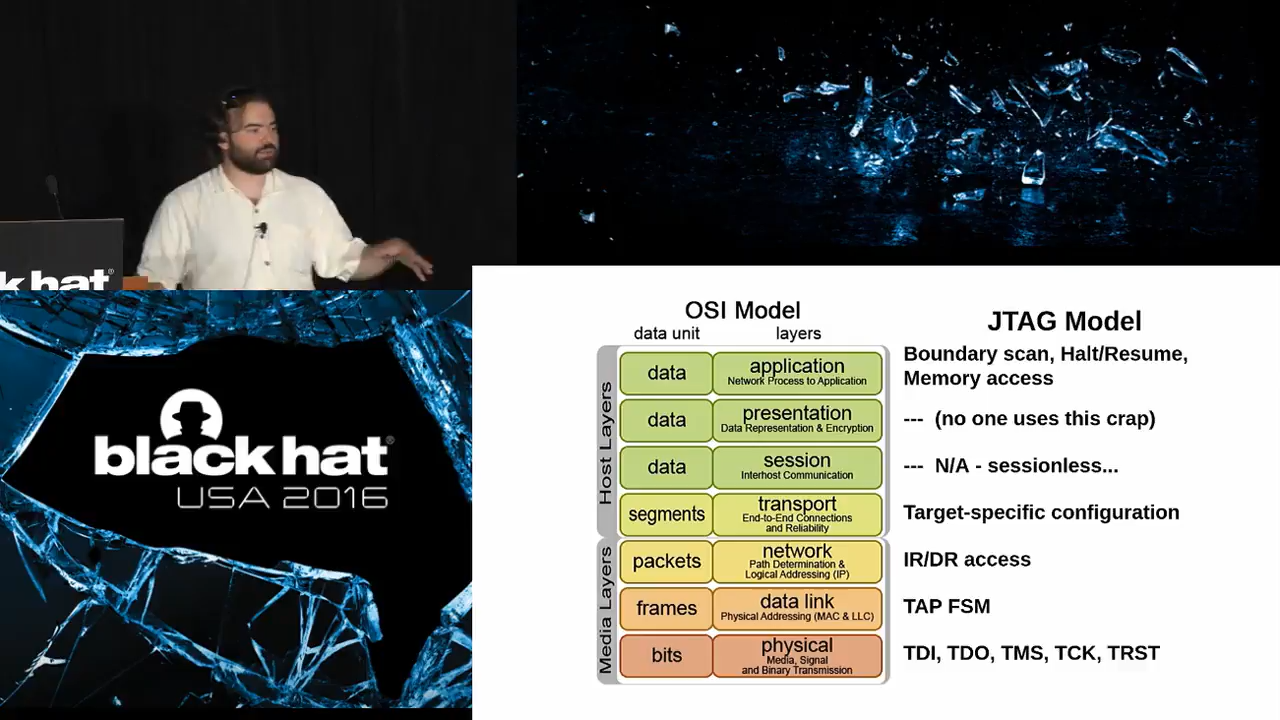 ck hat®
black hat®
USA 2016
OSI Model
data unit
layers
JTAG Model
Host Layers
data
application
Network Process to Application
Boundary scan, Halt/Resume,
Memory access
data
presentation
Data Representation & Encryption
--- (no one uses this crap)
data
session
Interhost Communication
--- N/A - sessionless...
segments
transport
End-to-End Connections
and Reliability
Target-specific configuration
Media Layers
packets
network
Path Determination &
Logical Addressing (IP)
IR/DR access
frames
data link
Physical Addressing (MAC & LLC)
TAP FSM
bits
physical
Media, Signal
and Binary Transmission
TDI, TDO, TMS, TCK, TRST